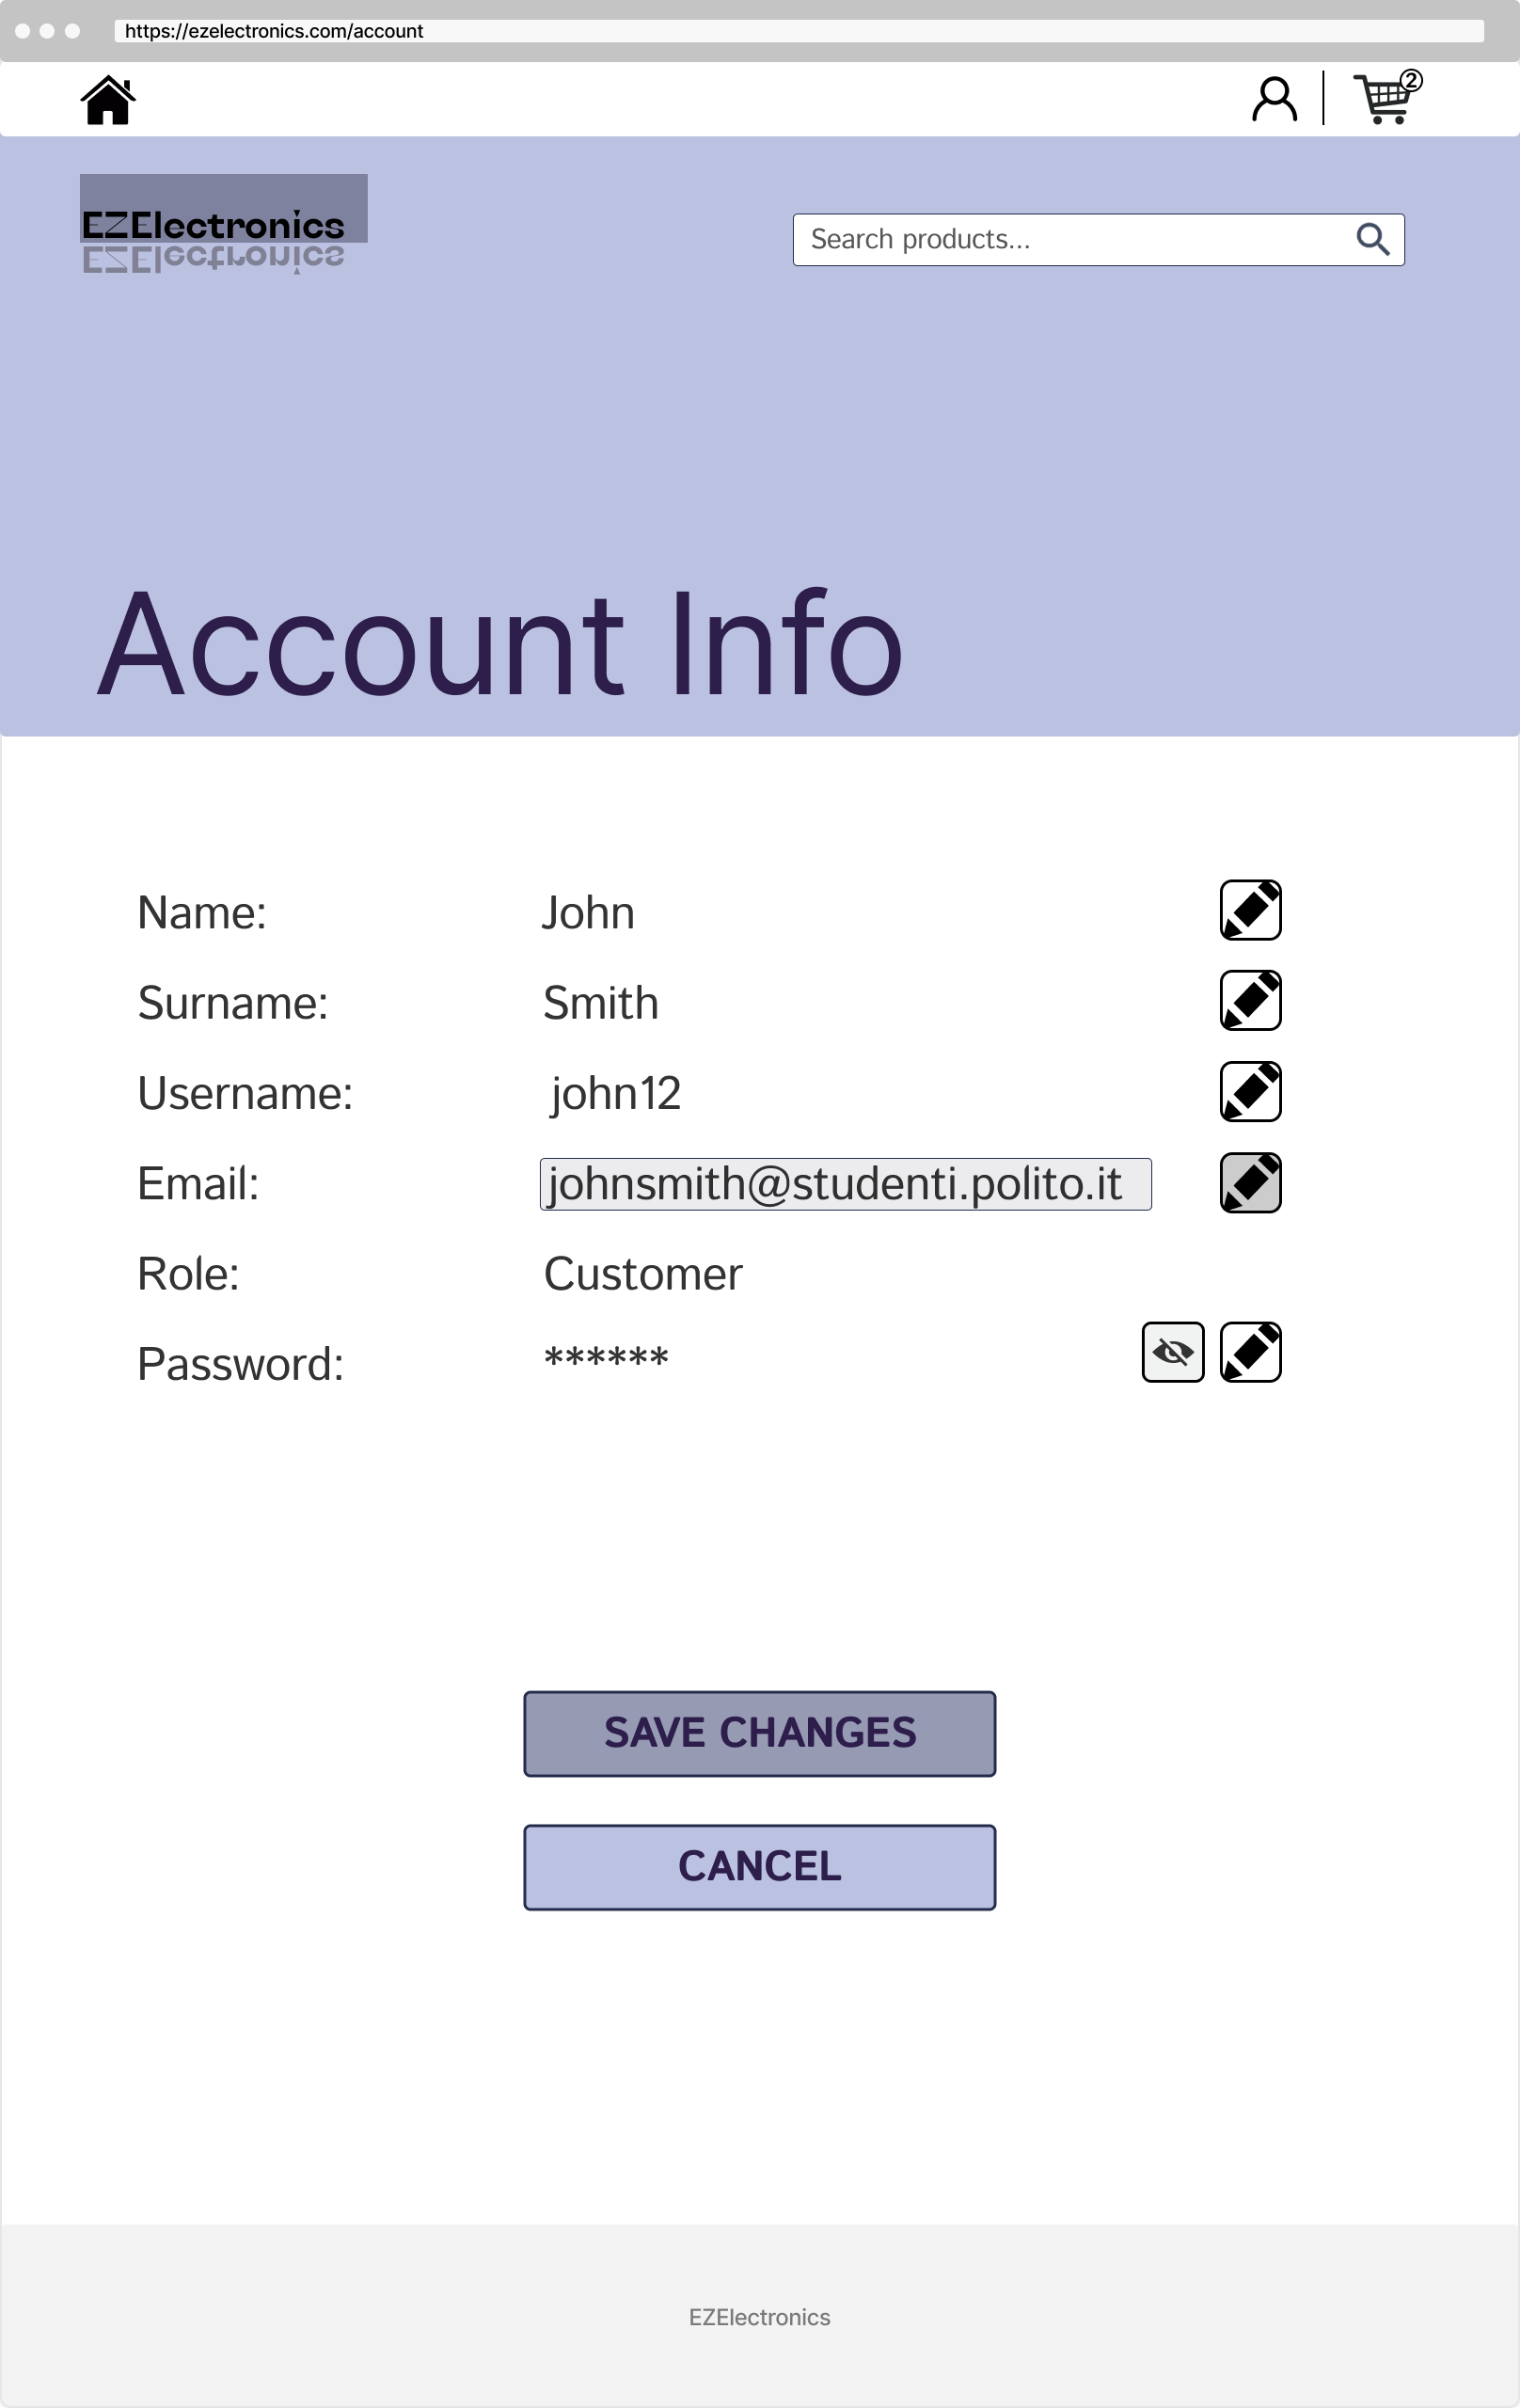 https://ezelectronics.com/account
2
EZElectronics
EZElectronics
Search products...
Account Info
Name: John
Surname: Smith
Username: john12
Email: johnsmith@studenti.polito.it
Role: Customer
Password: ******
SAVE CHANGES
CANCEL
EZElectronics